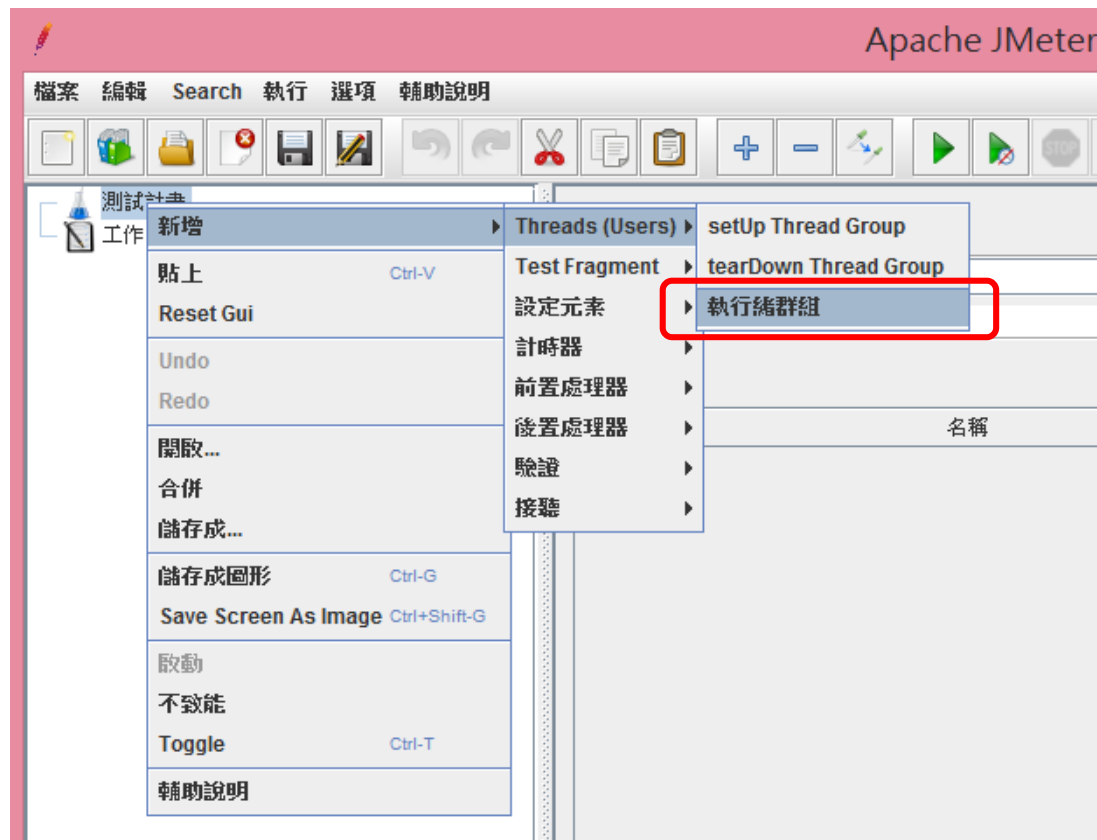 Apache JMeter
檔案 編輯 Search 執行 選項 輔助說明
STOP
測試計畫
工作
新增
貼上 Ctrl-V
Reset Gui
Undo
Redo
開啟...
合併
儲存成...
儲存成圖形 Ctrl-G
Save Screen As Image Ctrl+Shift-G
啟動
不致能
Toggle Ctrl-T
輔助說明
Threads (Users)
Test Fragment
設定元素
計時器
前置處理器
後置處理器
驗證
接聽
setUp Thread Group
tearDown Thread Group
執行緒群組
名稱